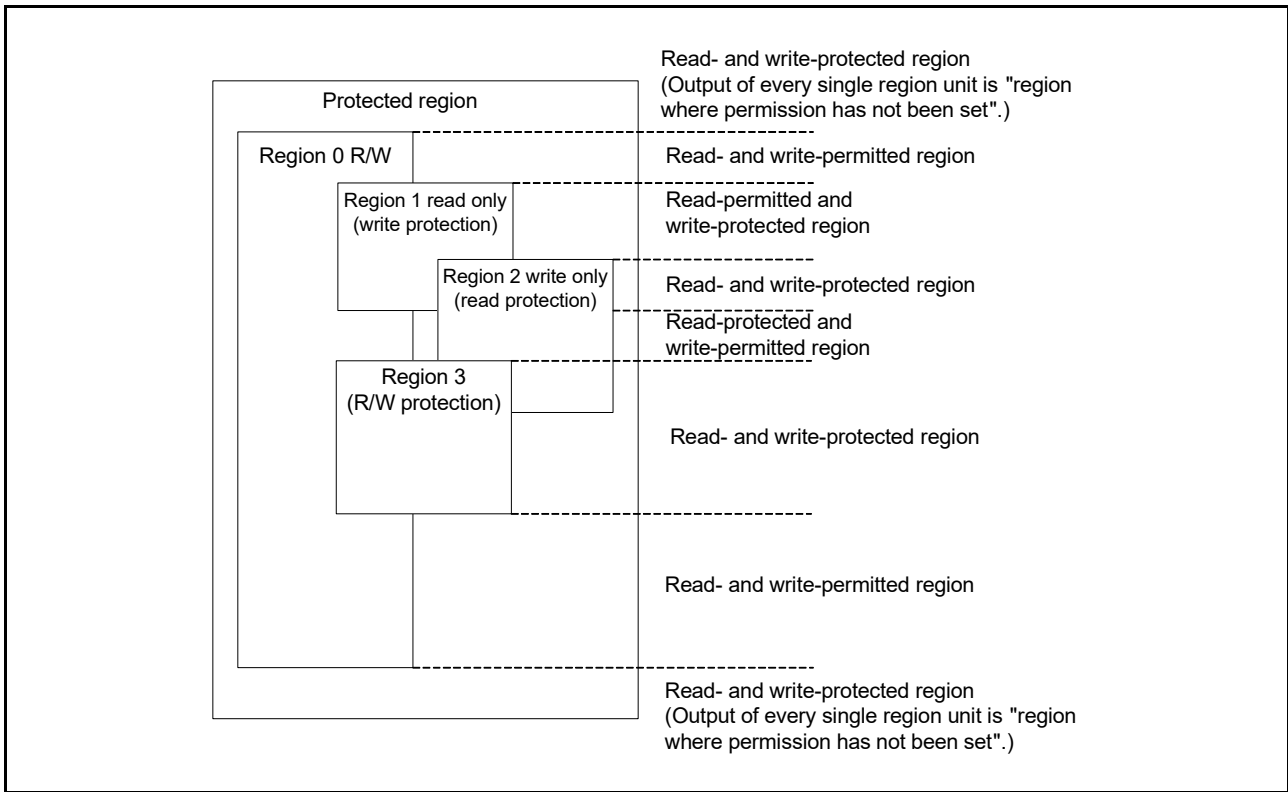 Read- and write-protected region
(Output of every single region unit is "region
where permission has not been set".)
Protected region
Region 0 R/W
Read- and write-permitted region
Region 1 read only
(write protection)
Read-permitted and
write-protected region
Region 2 write only
(read protection)
Read- and write-protected region
Read-protected and
write-permitted region
Region 3
(R/W protection)
Read- and write-protected region
Read- and write-permitted region
Read- and write-protected region
(Output of every single region unit is "region
where permission has not been set".)